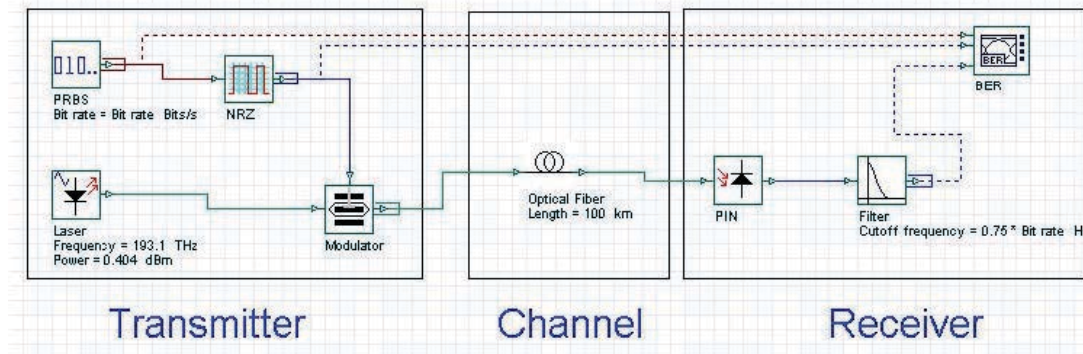 010..
PRBS
Bit rate = Bit rate Bits/s
NRZ
BER
BER
Laser
Frequency = 193.1 THz
Power = 0.404 dBm
Modulator
Optical Fiber
Length = 100 km
PIN
Filter
Cutoff frequency = 0.75 * Bit rate H
Transmitter
Channel
Receiver